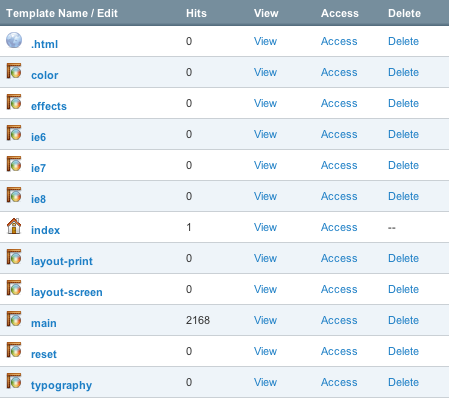 Template Name / Edit Hits View Access Delete
.html 0 View Access Delete
color 0 View Access Delete
effects 0 View Access Delete
ie6 0 View Access Delete
ie7 0 View Access Delete
ie8 0 View Access Delete
index 1 View Access --
layout-print 0 View Access Delete
layout-screen 0 View Access Delete
main 2168 View Access Delete
reset 0 View Access Delete
typography 0 View Access Delete